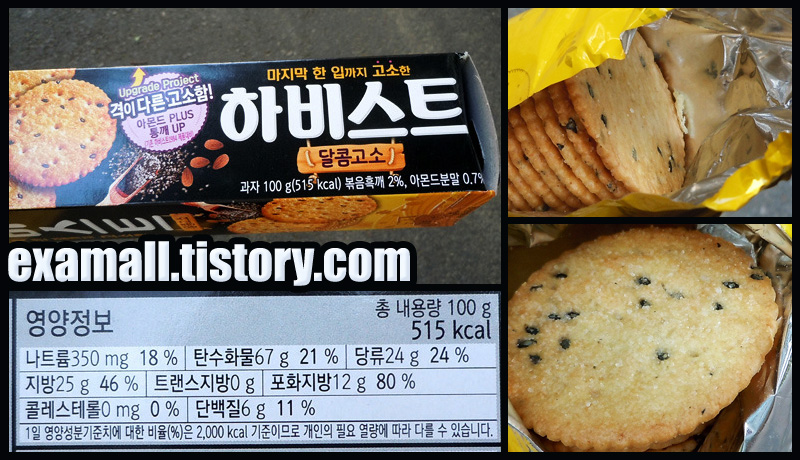 마지막 한 입까지 고소한
Upgrade Project
격이 다른 고소함!
아몬드 PLUS
통깨 UP
하비스트
달콤고소
과자 100 g(515 kcal) 볶음흑깨 2%, 아몬드분말 0.7%
examall.tistory.com
영양정보
총 내용량 100 g
515 kcal
나트륨350 mg 18 % 탄수화물67 g 21 % 당류24 g 24 %
지방25 g 46 % 트랜스지방0 g 포화지방12 g 80 %
콜레스테롤0 mg 0 % 단백질6 g 11 %
1일 영양성분기준치에 대한 비율(%)은 2,000 kcal 기준이므로 개인의 필요 열량에 따라 다를 수 있습니다.